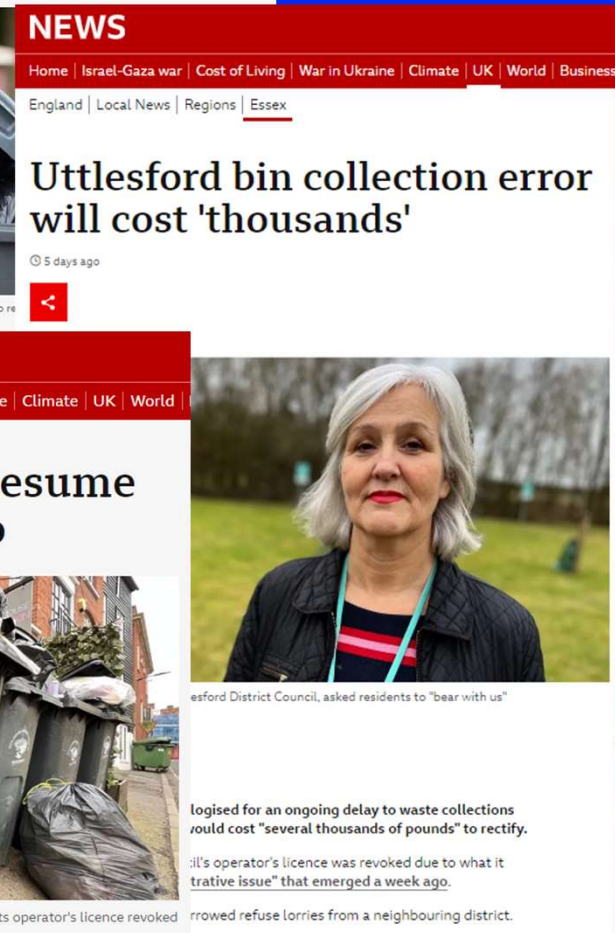 NEWS
Home Israel-Gaza war Cost of Living War in Ukraine Climate UK World Business
England Local News Regions Essex
Uttlesford bin collection error
will cost 'thousands'
5 days ago
e Climate UK World
esume
esford District Council, asked residents to "bear with us"
logised for an ongoing delay to waste collections
would cost "several thousands of pounds" to rectify.
cil's operator's licence was revoked due to what it
trative issue" that emerged a week ago.
rrowed refuse lorries from a neighbouring district.
ts operator's licence revoked